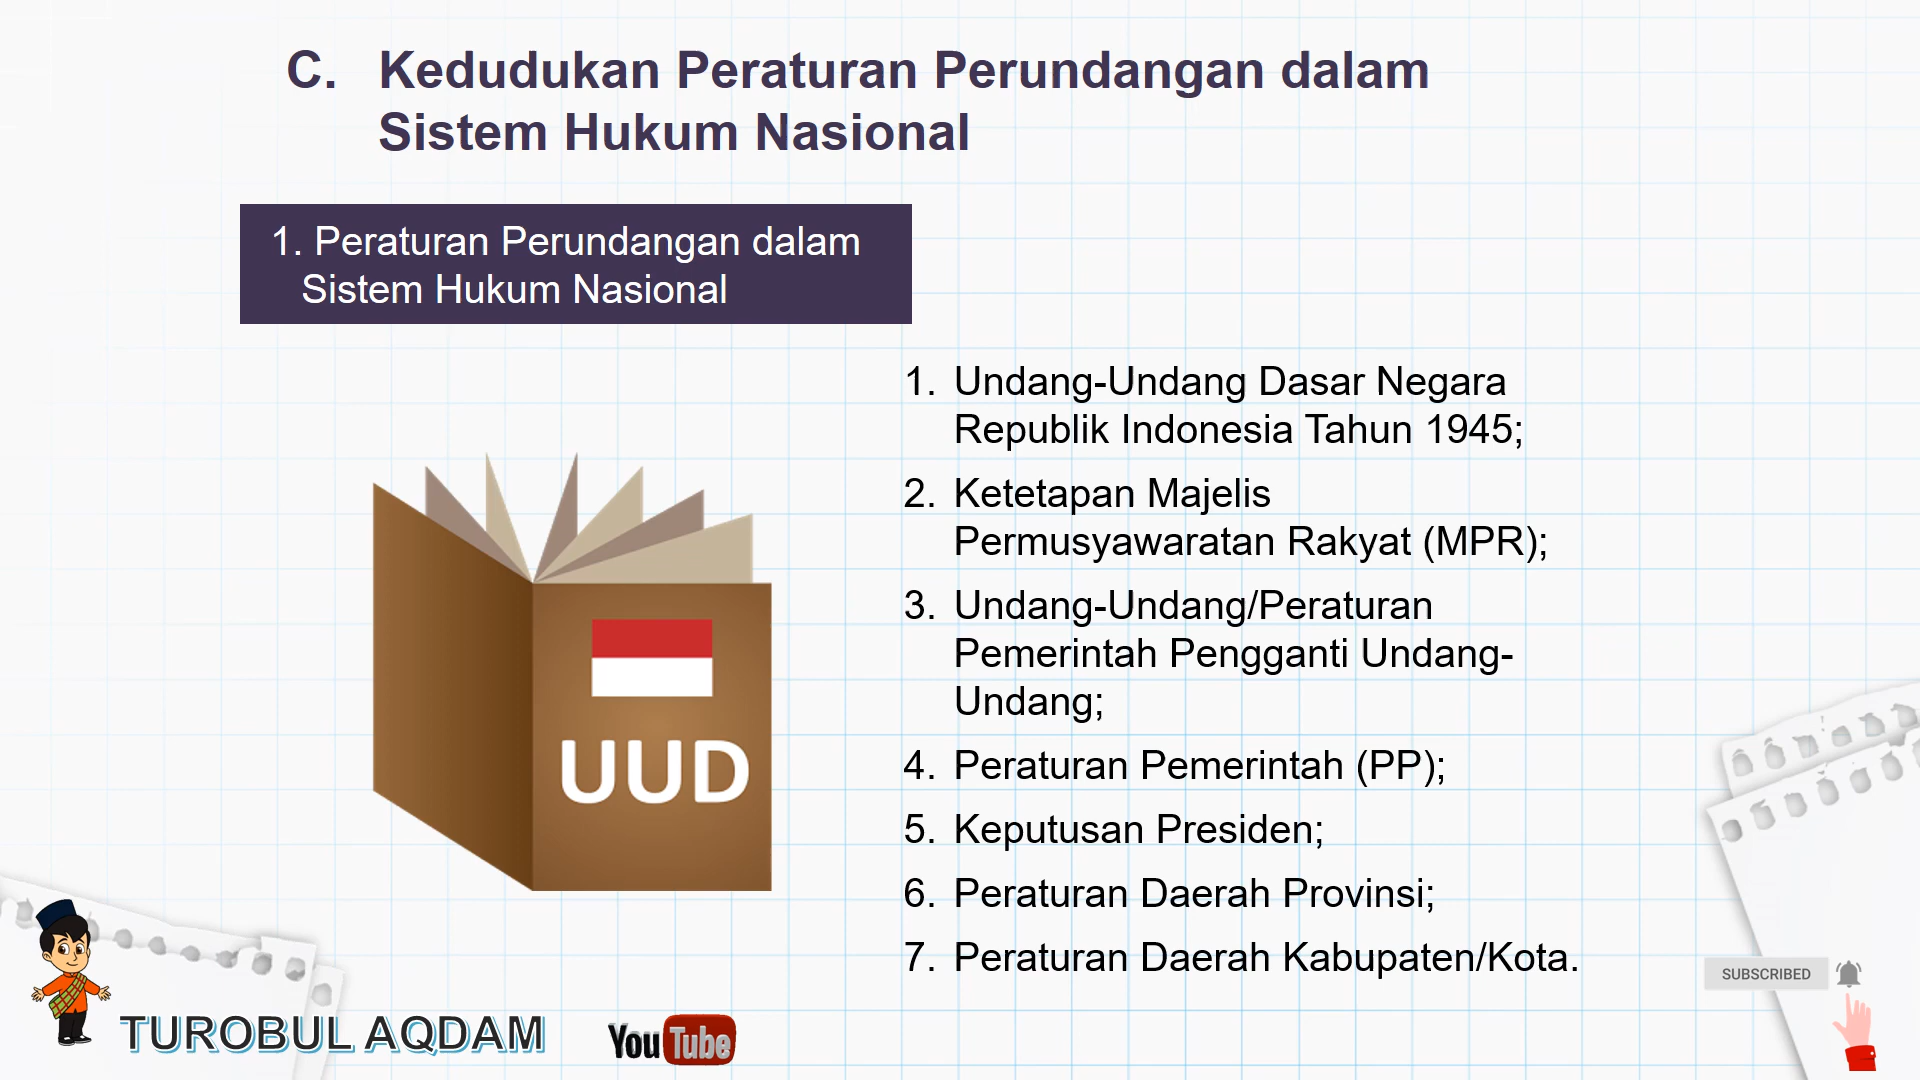 C. Kedudukan Peraturan Perundangan dalam
Sistem Hukum Nasional
1. Peraturan Perundangan dalam
Sistem Hukum Nasional
1. Undang-Undang Dasar Negara
Republik Indonesia Tahun 1945;
2. Ketetapan Majelis
Permusyawaratan Rakyat (MPR);
3. Undang-Undang/Peraturan
Pemerintah Pengganti Undang-
Undang;
4. Peraturan Pemerintah (PP);
5. Keputusan Presiden;
6. Peraturan Daerah Provinsi;
7. Peraturan Daerah Kabupaten/Kota.
UUD
SUBSCRIBED
TUROBUL AQDAM
YouTube